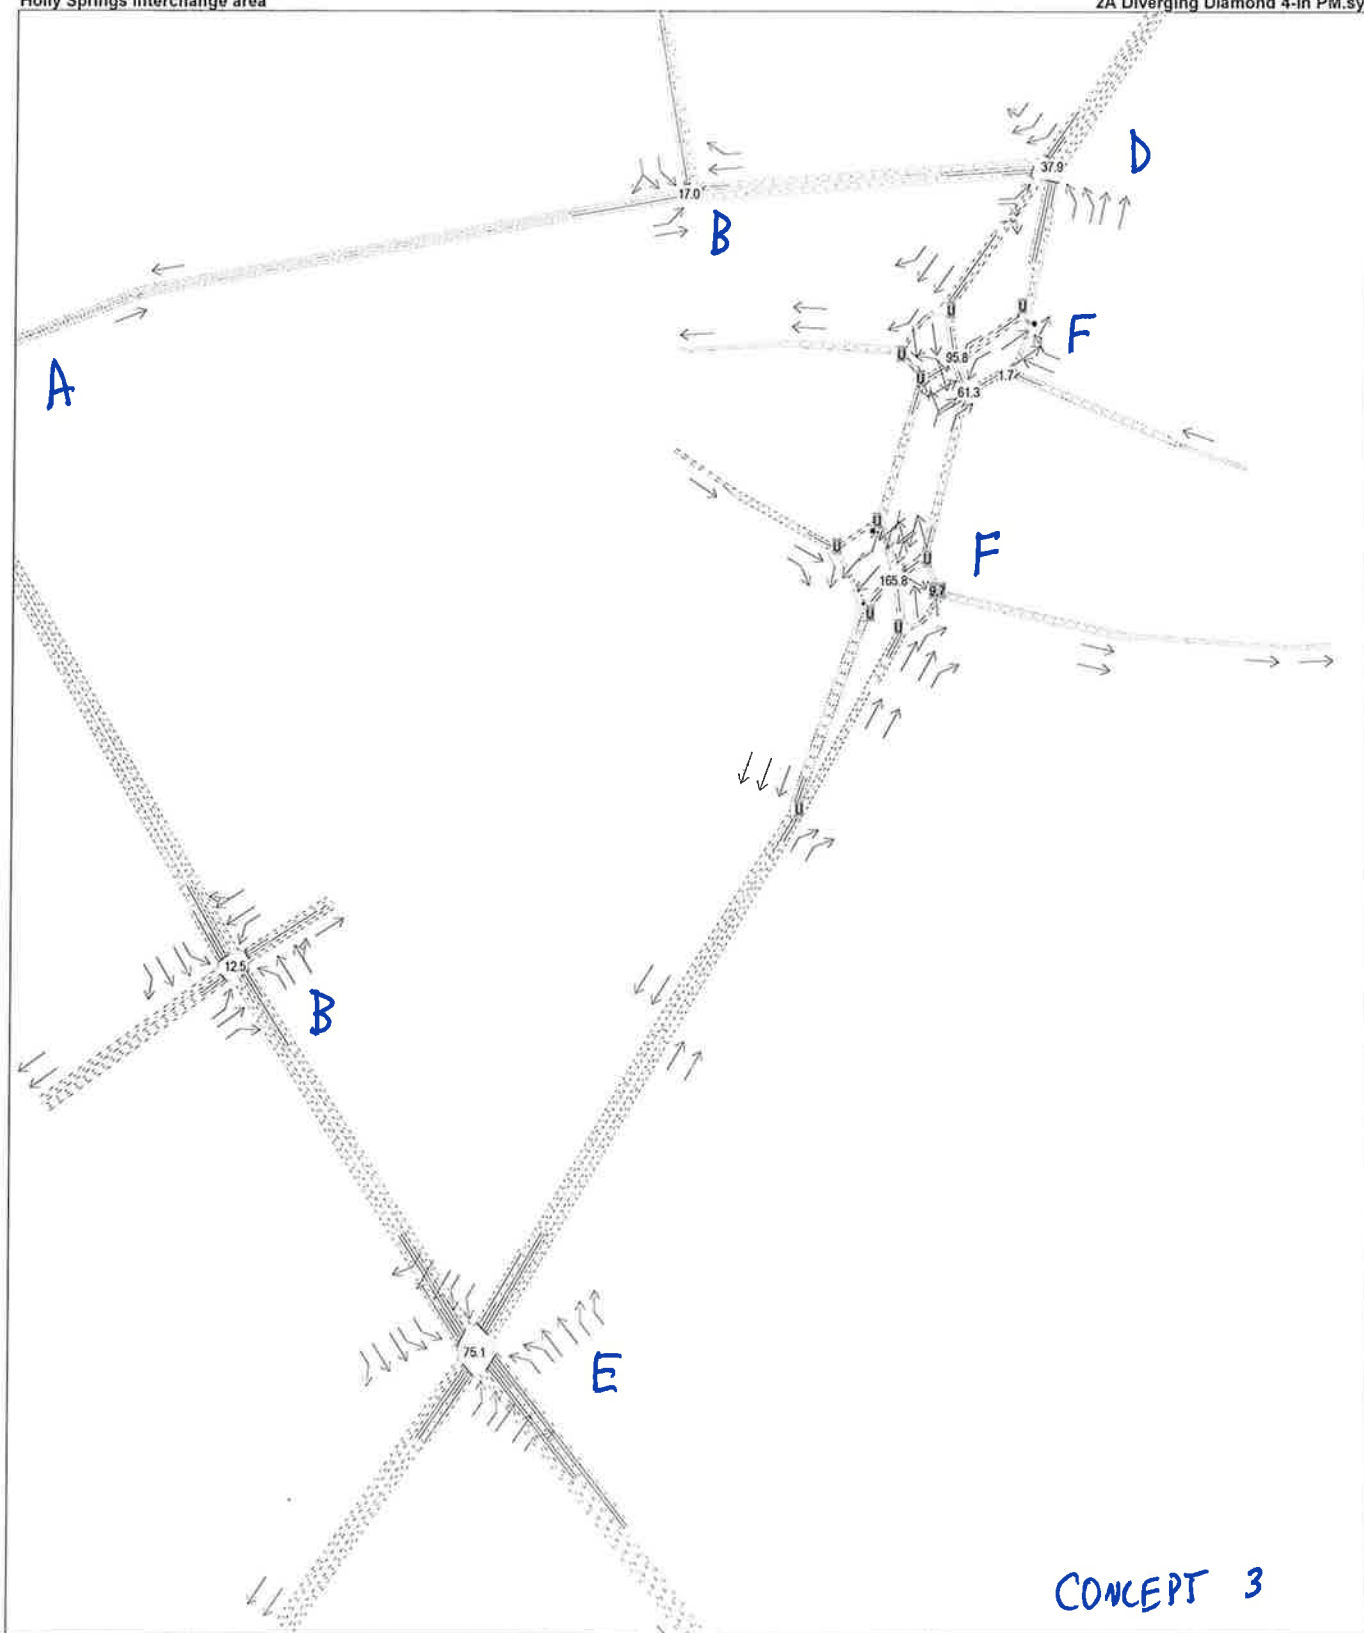 Holly Springs Interchange area
2A Diverging Diamond 4-ln PM.sy
D
37.9
17.0
B
U
U
F
A
U
95.8
U
1.7
61.3
U
U
F
U
165.8
9.7
U
U
U
12.5
B
75.1
E
CONCEPT 3